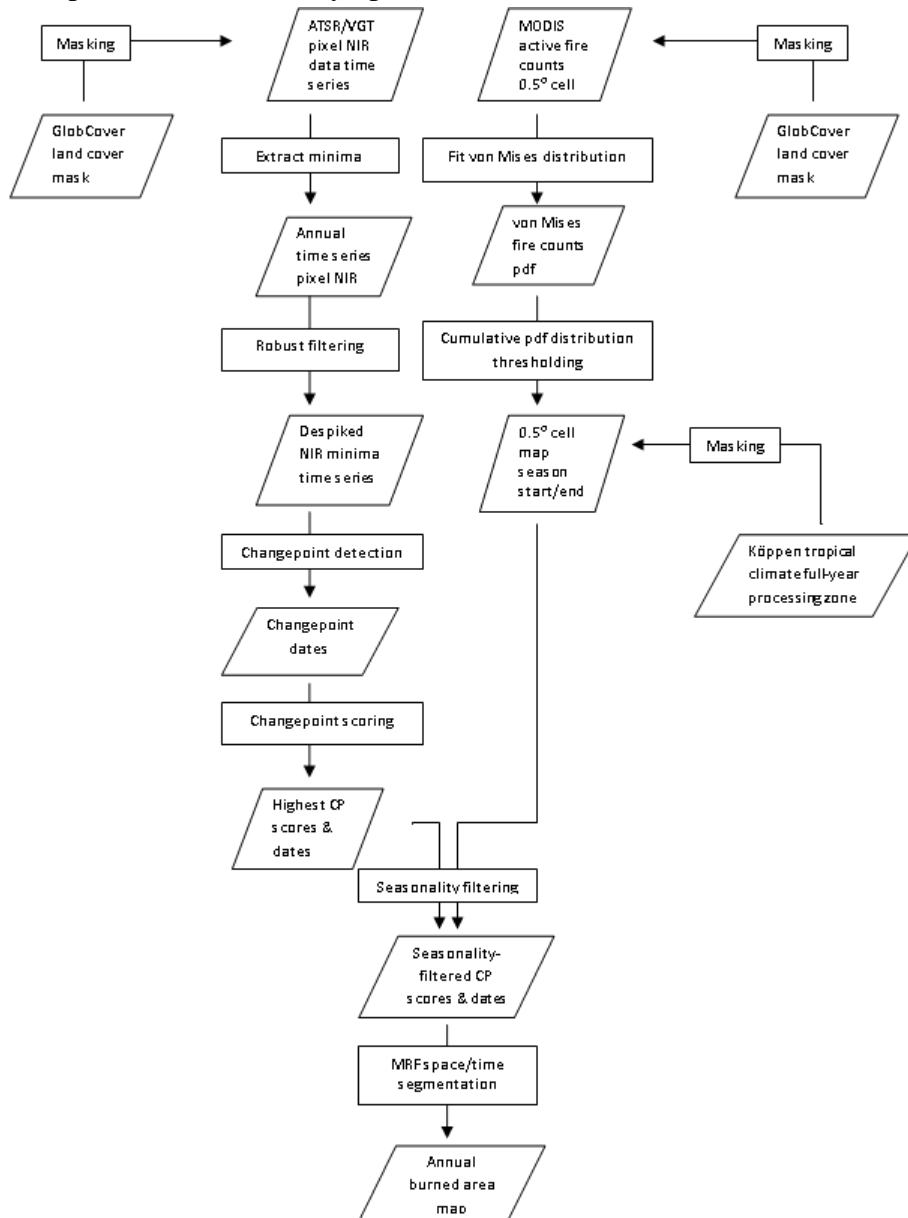 Masking
ATSR/VGT
pixel NIR
data time
series
MODIS
active fire
counts
0.5° cell
Masking
GlobCover
land cover
mask
GlobCover
land cover
mask
Extract minima
Fit von Mises distribution
Annual
time series
pixel NIR
von Mises
fire counts
pdf
Robust filtering
Cumulative pdf distribution
thresholding
Despiked
NIR minima
time series
0.5° cell
map
season
start/end
Masking
Changepoint detection
Köppen tropical
climate full-year
processing zone
Changepoint
dates
Changepoint scoring
Highest CP
scores &
dates
Seasonality filtering
Seasonality-
filtered CP
scores & dates
MRF space/time
segmentation
Annual
burned area
map